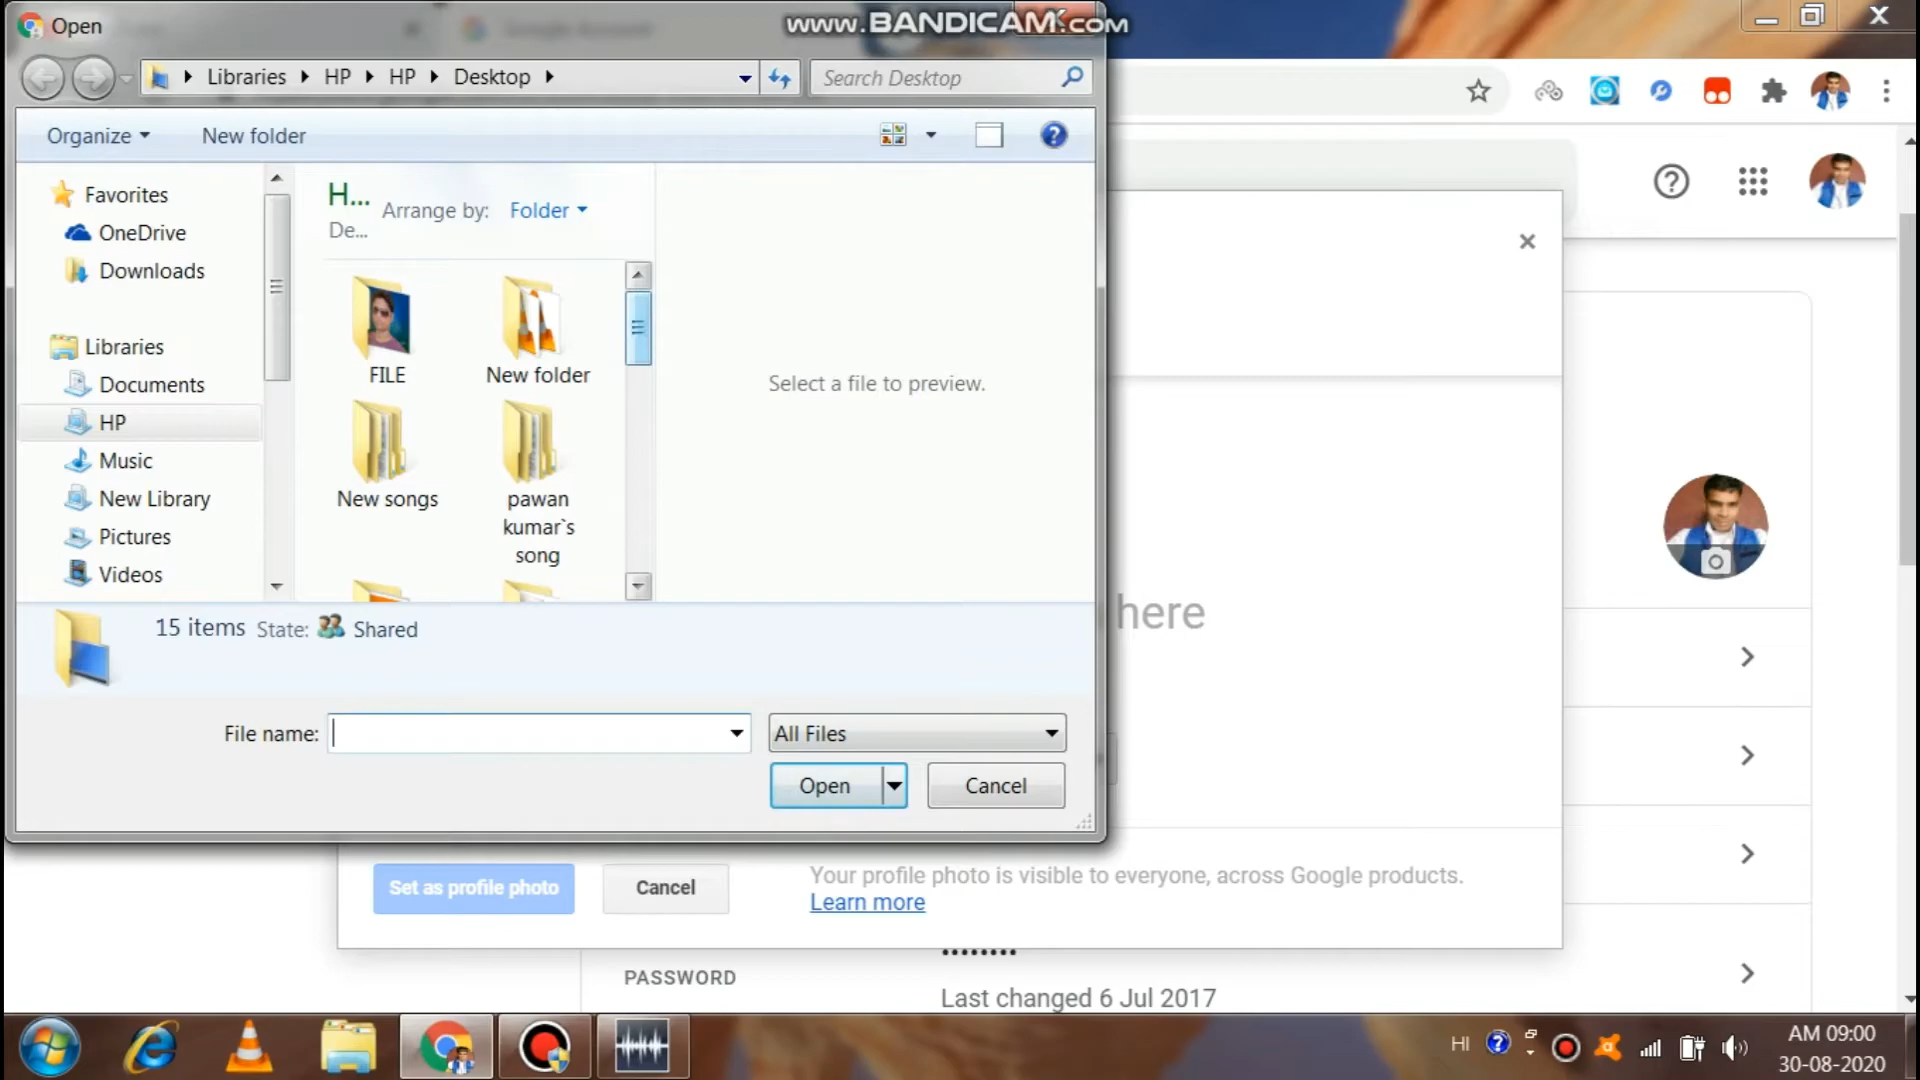 Open
www.BANDICAM.com
Libraries HP HP Desktop
Search Desktop
Organize
New folder
Favorites
OneDrive
Downloads
Libraries
Documents
HP
Music
New Library
Pictures
Videos
H...
De...
Arrange by: Folder
FILE
New folder
New songs
pawan
kumar`s
song
Select a file to preview.
15 items State: Shared
File name:
All Files
Open
Cancel
here
Set as profile photo
Cancel
Your profile photo is visible to everyone, across Google products.
Learn more
PASSWORD
••••••••
Last changed 6 Jul 2017
HI
AM 09:00
30-08-2020